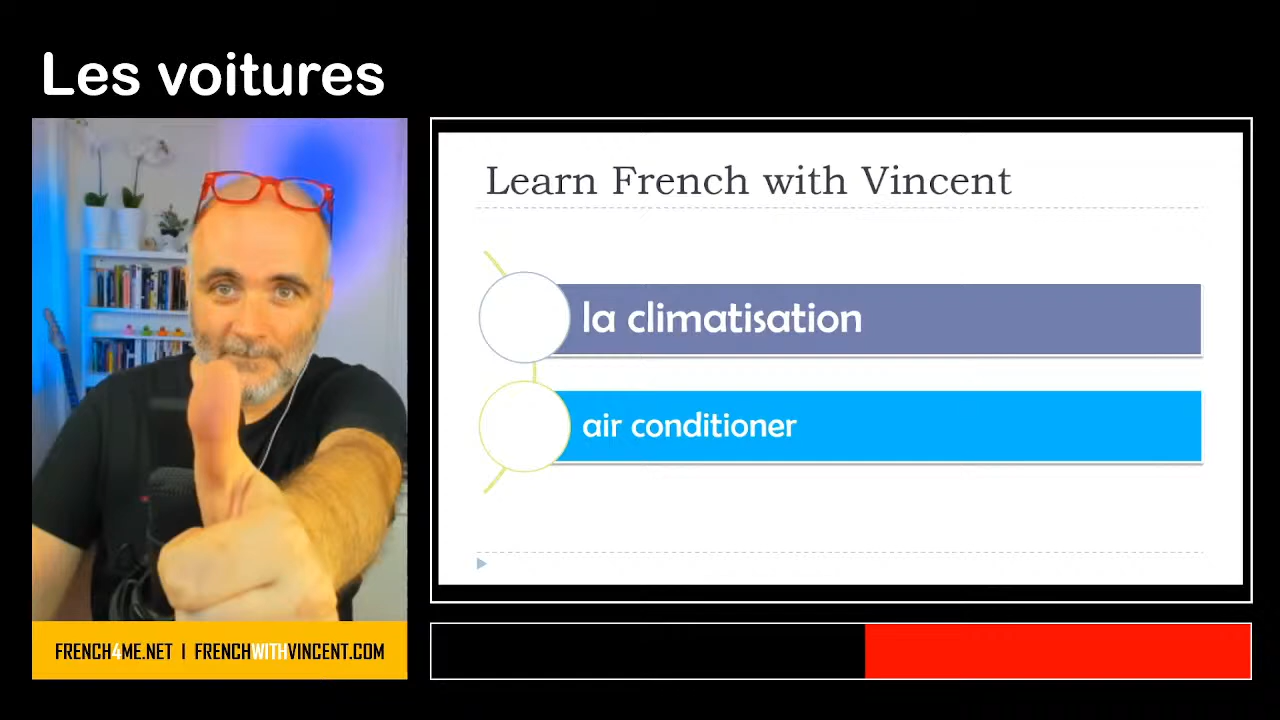 Les voitures
Learn French with Vincent
la climatisation
air conditioner
FRENCH4ME.NET I FRENCHWITHVINCENT.COM